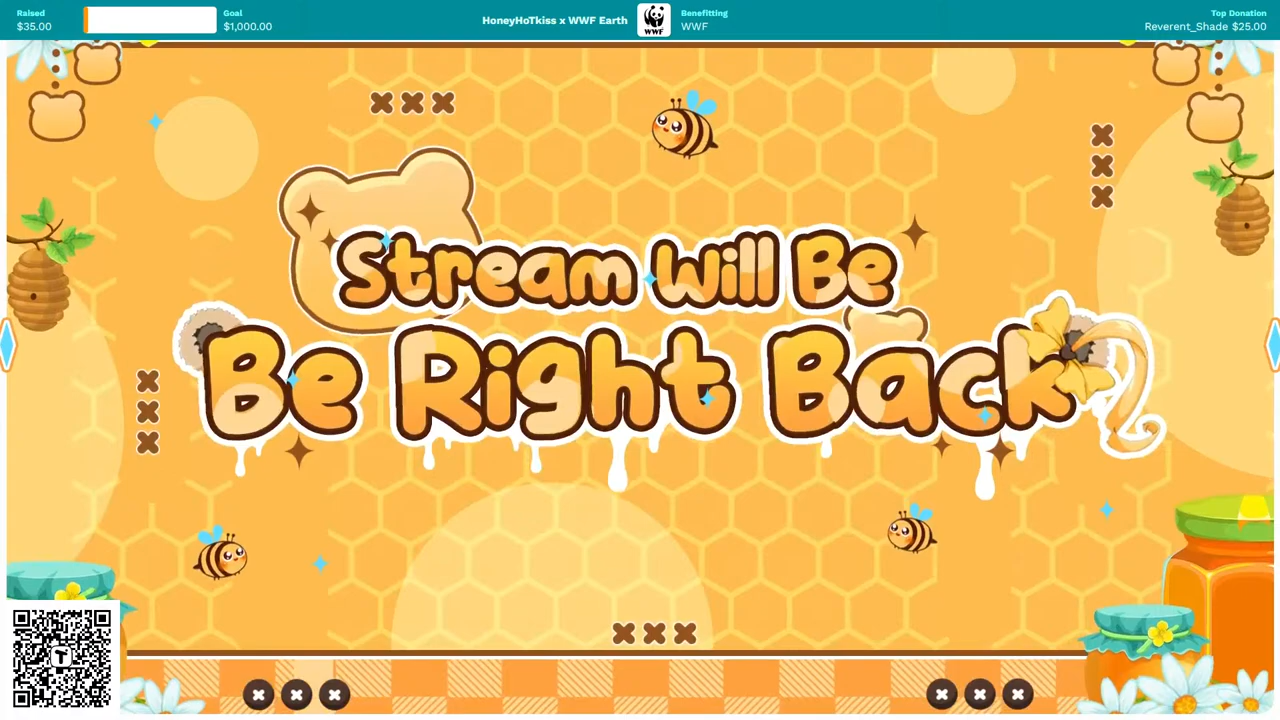 Raised
$35.00
Goal
$1,000.00
HoneyHoTkiss x WWF Earth
WWF
Benefitting
WWF
Top Donation
Reverent_Shade $25.00
Stream Will Be
Be Right Back
T